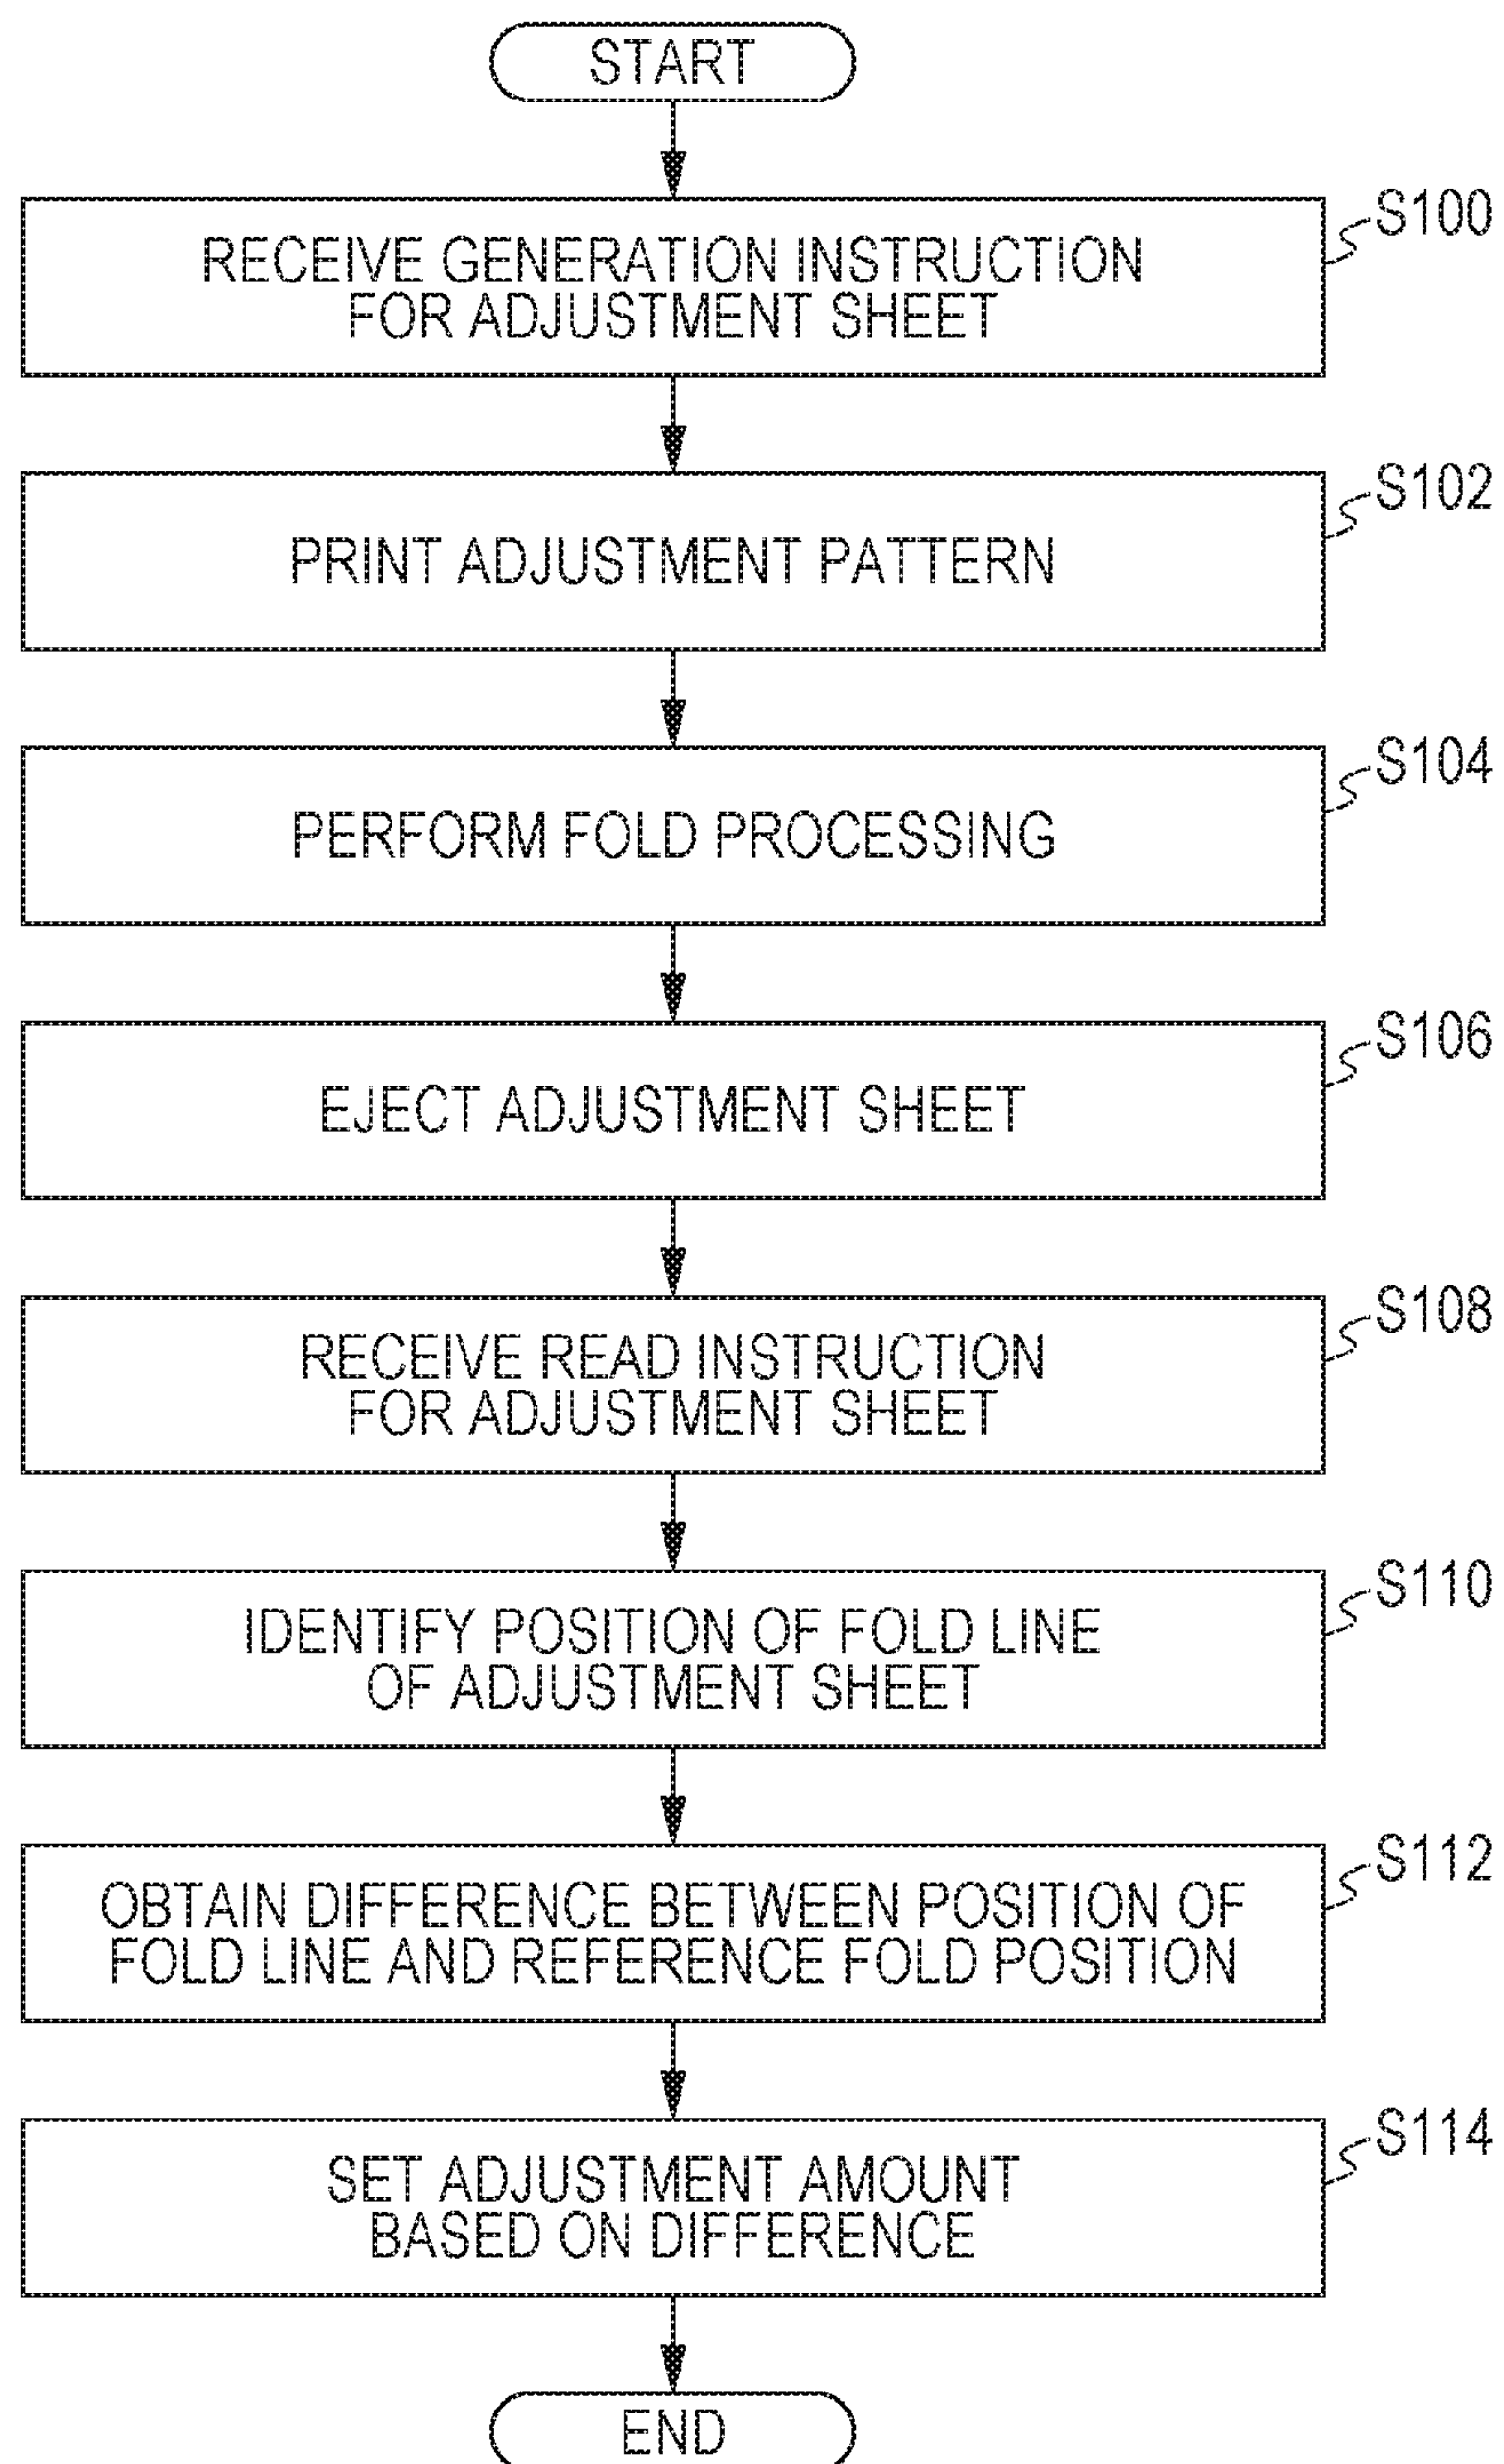 START
S100
RECEIVE GENERATION INSTRUCTION
FOR ADJUSTMENT SHEET
S102
PRINT ADJUSTMENT PATTERN
S104
PERFORM FOLD PROCESSING
S106
EJECT ADJUSTMENT SHEET
S108
RECEIVE READ INSTRUCTION
FOR ADJUSTMENT SHEET
S110
IDENTIFY POSITION OF FOLD LINE
OF ADJUSTMENT SHEET
S112
OBTAIN DIFFERENCE BETWEEN POSITION OF
FOLD LINE AND REFERENCE FOLD POSITION
S114
SET ADJUSTMENT AMOUNT
BASED ON DIFFERENCE
END